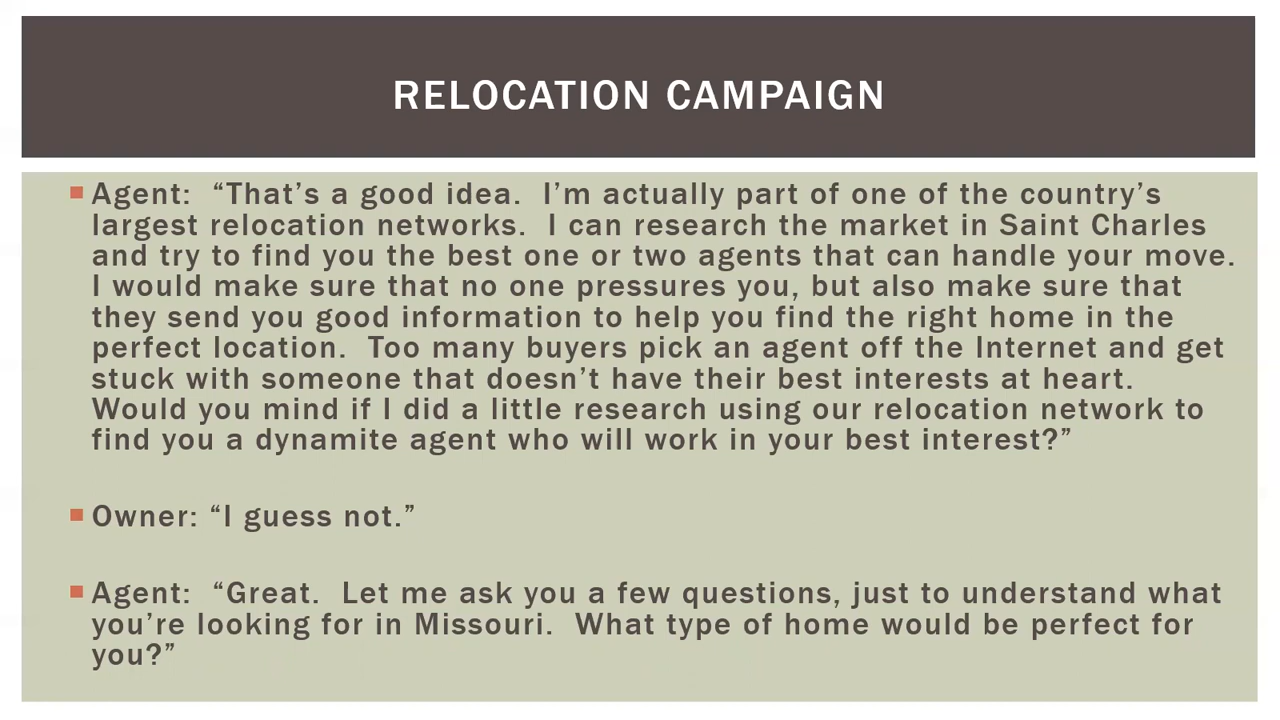 RELOCATION CAMPAIGN
Agent: “That’s a good idea. I’m actually part of one of the country’s
largest relocation networks. I can research the market in Saint Charles
and try to find you the best one or two agents that can handle your move.
I would make sure that no one pressures you, but also make sure that
they send you good information to help you find the right home in the
perfect location. Too many buyers pick an agent off the Internet and get
stuck with someone that doesn’t have their best interests at heart.
Would you mind if I did a little research using our relocation network to
find you a dynamite agent who will work in your best interest?”
Owner: “I guess not.”
Agent: “Great. Let me ask you a few questions, just to understand what
you’re looking for in Missouri. What type of home would be perfect for
you?”